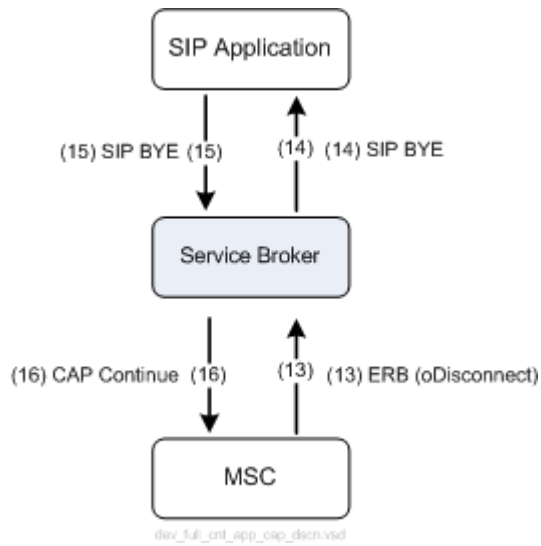 SIP Application
(15) SIP BYE (15)
(14) (14) SIP BYE
Service Broker
(16) CAP Continue (16)
(13) (13) ERB (oDisconnect)
MSC
dev_full_cnt_app_cap_dscn.vsd